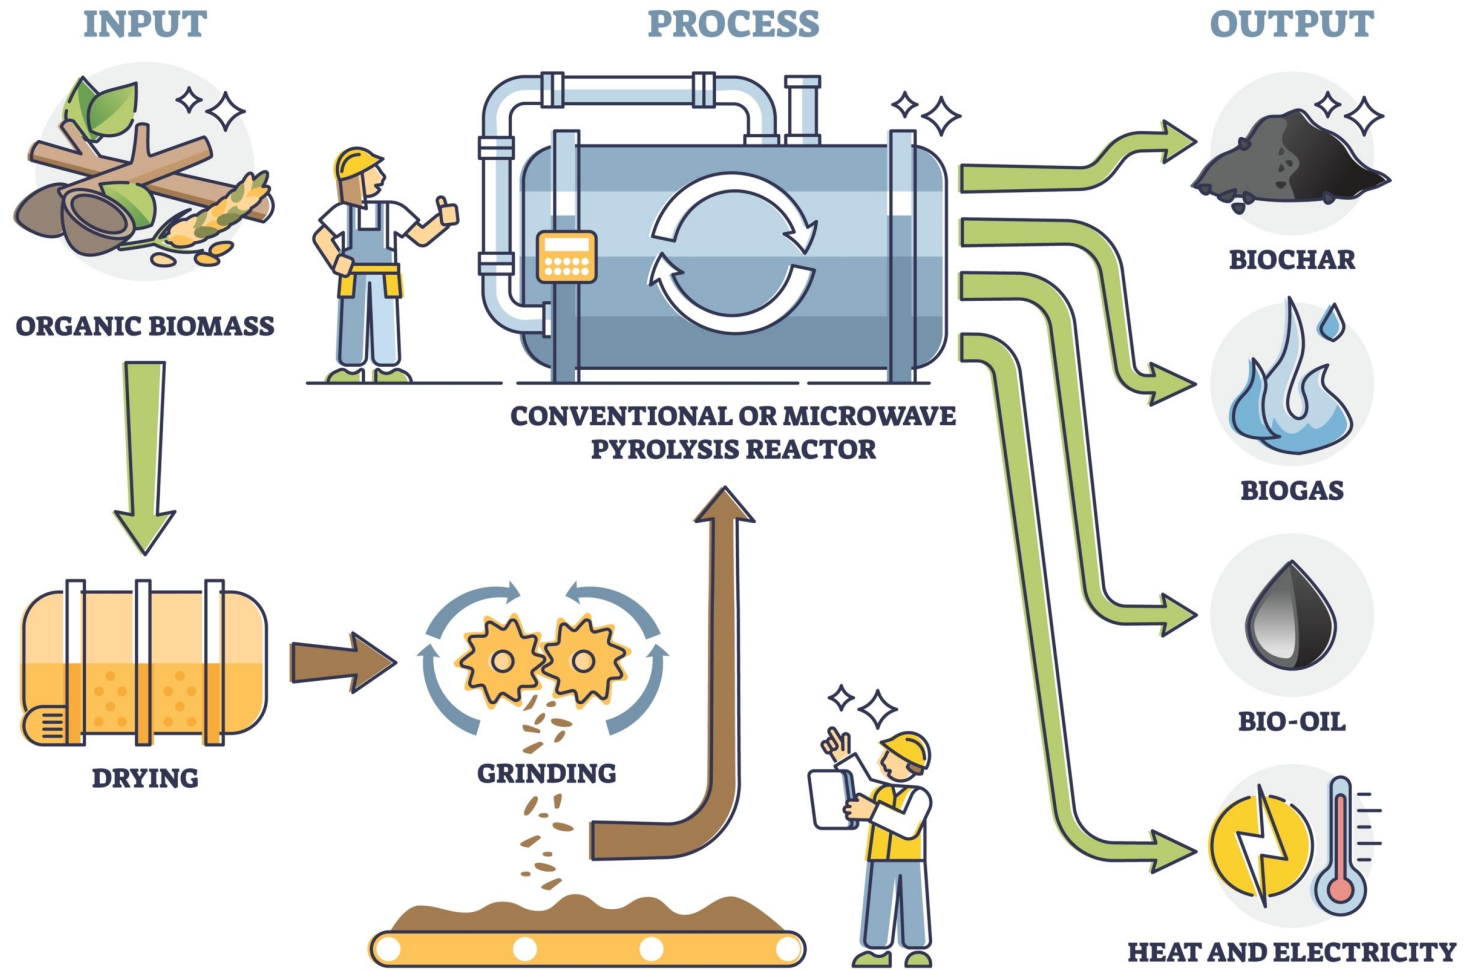 INPUT
PROCESS
OUTPUT
ORGANIC BIOMASS
CONVENTIONAL OR MICROWAVE
PYROLYSIS REACTOR
DRYING
GRINDING
BIOCHAR
BIOGAS
BIO-OIL
HEAT AND ELECTRICITY